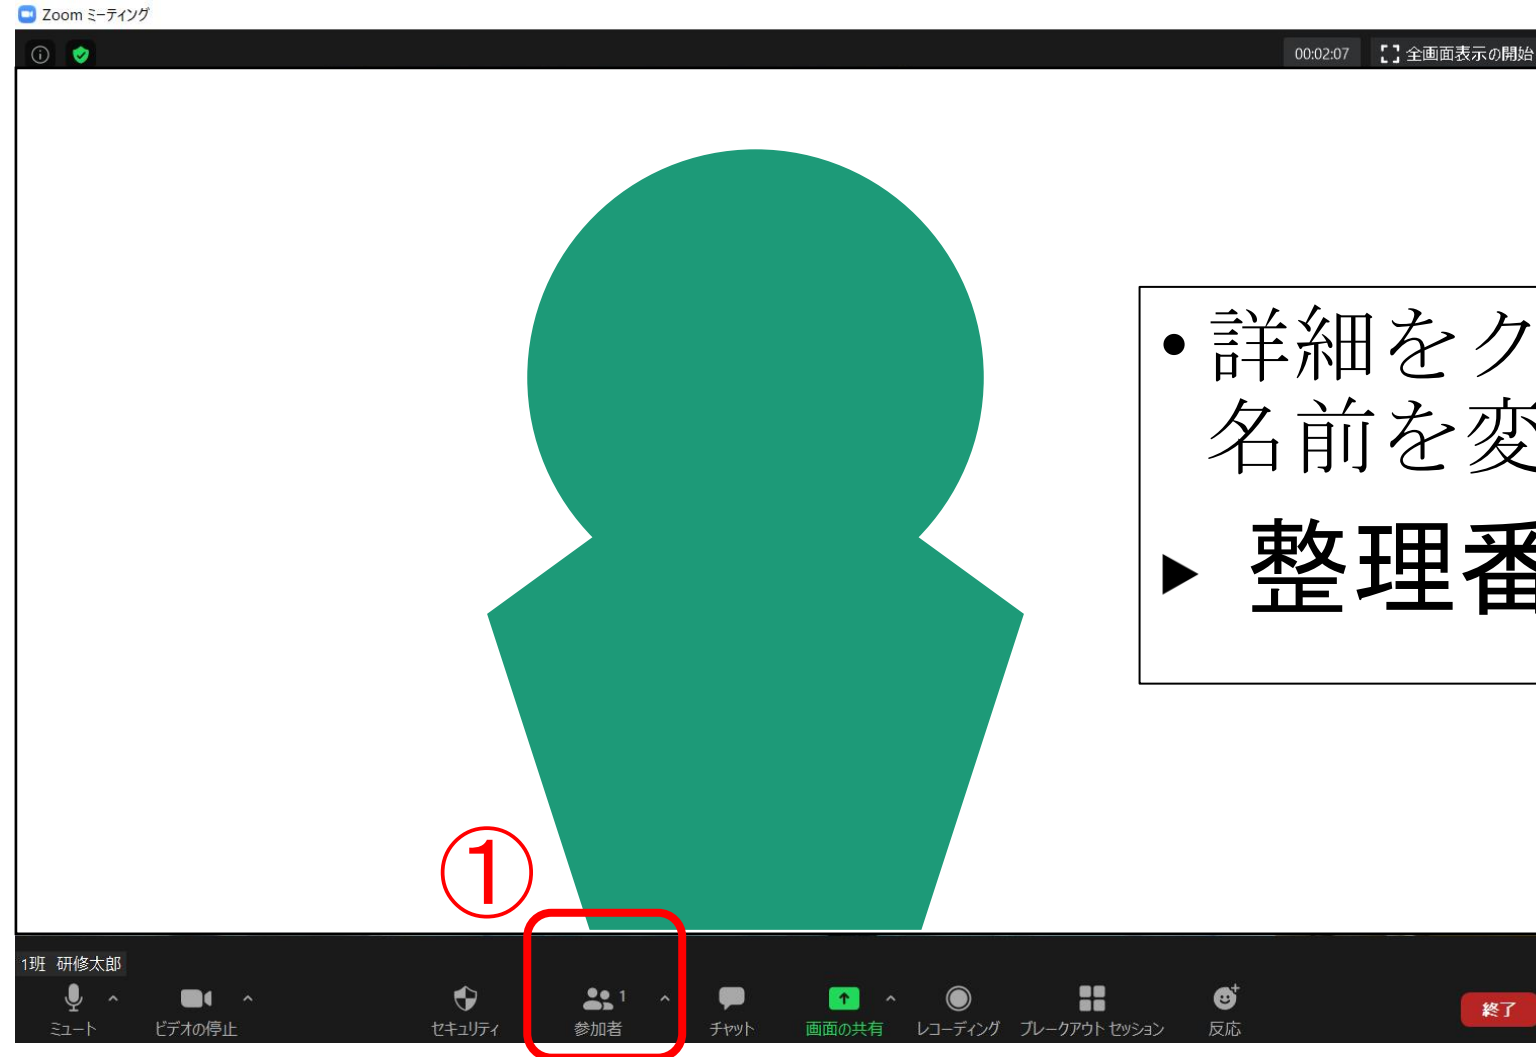 Zoom ミーティング
00:02:07 全画面表示の開始
• 詳細をク
名前を変
▶ 整理番
①
1班 研修太郎
1
ミュート ビデオの停止 セキュリティ 参加者 チャット 画面の共有 レコーディング ブレークアウト セッション 反応 終了